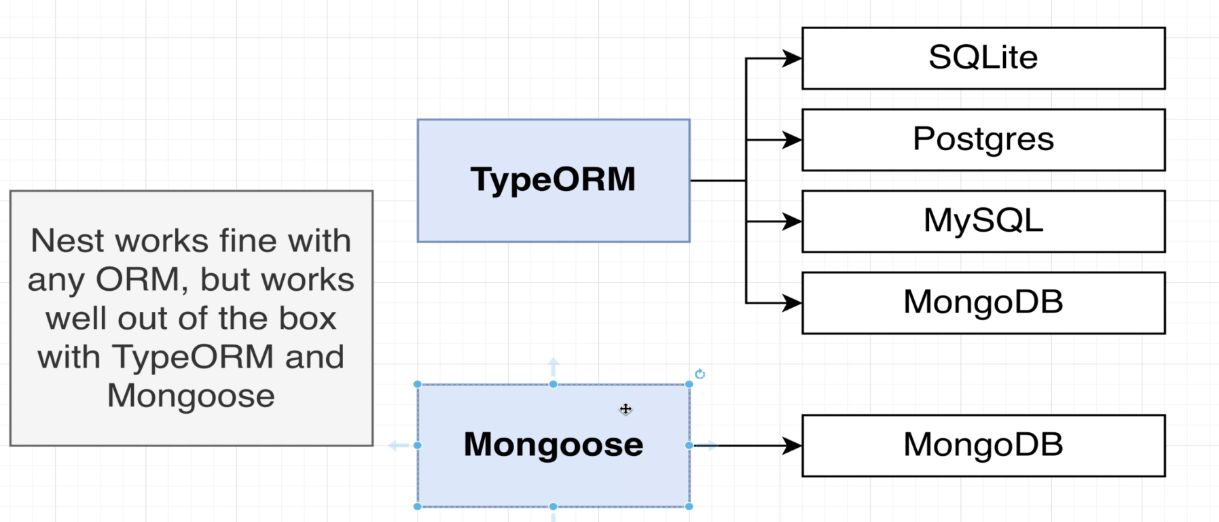 Nest works fine with
any ORM, but works
well out of the box
with TypeORM and
Mongoose
TypeORM
SQLite
Postgres
MySQL
MongoDB
Mongoose
MongoDB